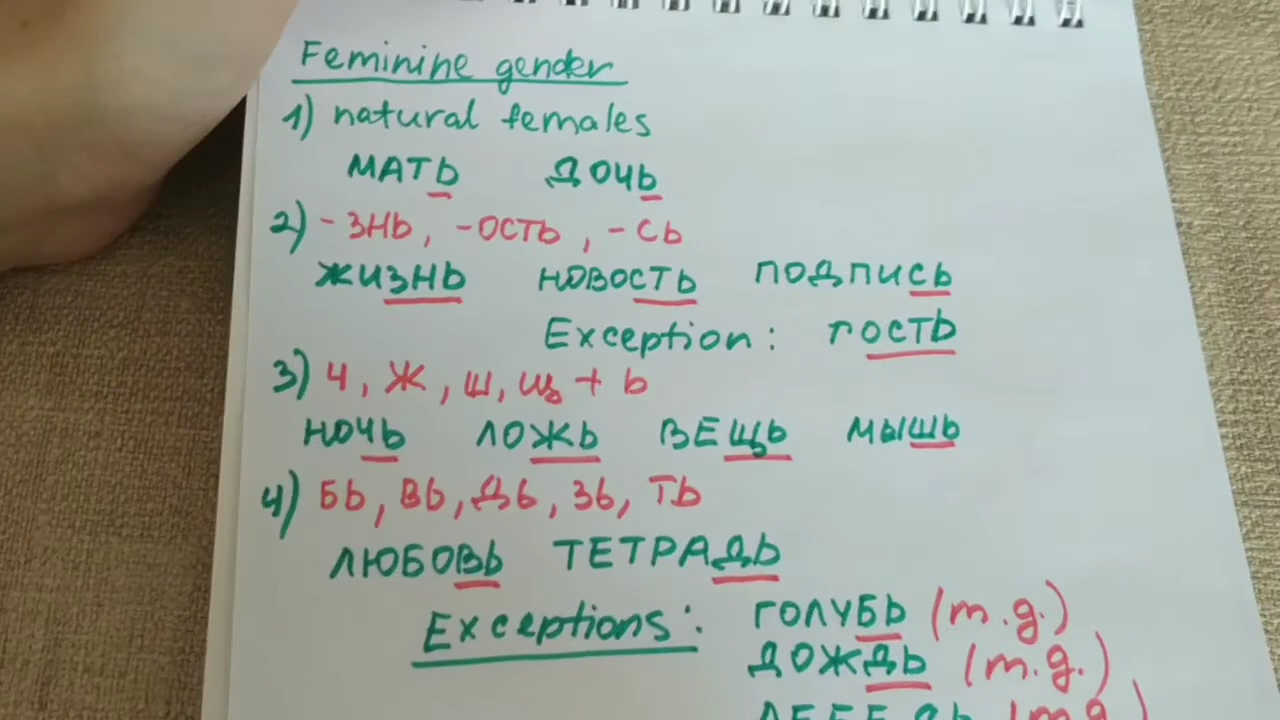 Feminine gender
1) natural females
МАТЬ ДОЧЬ
2) -ЗНЬ, -ОСТЬ, -СЬ
ЖИЗНЬ НОВОСТЬ ПОДПИСЬ
Exception: ГОСТЬ
3) Ч, Ж, Ш, Щ + Ь
НОЧЬ ЛОЖЬ ВЕЩЬ МЫШЬ
4) БЬ, ВЬ, ДЬ, ЗЬ, ТЬ
ЛЮБОВЬ ТЕТРАДЬ
Exceptions: ГОЛУБЬ (m.g.)
ДОЖДЬ (m.g.)
ЛЕБЕДЬ (m.g.)